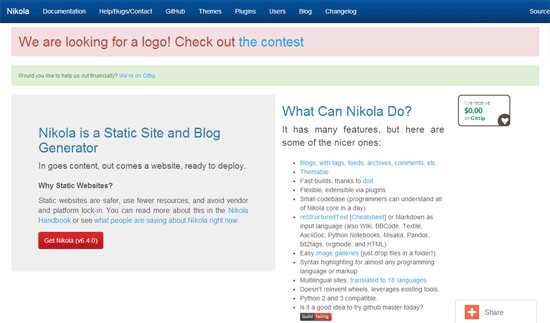 Nikola Documentation Help/Bugs/Contact GitHub Themes Plugins Users Blog Changelog Source
We are looking for a logo! Check out the contest
Would you like to help us out financially? We're on Gittip.
Nikola is a Static Site and Blog
Generator
In goes content, out comes a website, ready to deploy.
Why Static Websites?
Static websites are safer, use fewer resources, and avoid vendor
and platform lock-in. You can read more about this in the Nikola
Handbook or see what people are saying about Nikola right now.
Get Nikola (v6.4.0)
What Can Nikola Do?
It has many features, but here are
some of the nicer ones:
Blogs, with tags, feeds, archives, comments, etc.
Themable
Fast builds, thanks to doit
Flexible, extensible via plugins
Small codebase (programmers can understand all
of Nikola core in a day)
reStructuredText [Cheatsheet] or Markdown as
input language (also Wiki, BBCode, Textile,
AsciiDoc, Python Notebooks, Misaka, Pandoc,
txt2tags, orgmode, and HTML)
Easy image galleries (just drop files in a folder!)
Syntax highlighting for almost any programming
language or markup
Multilingual sites, translated to 18 languages.
Doesn't reinvent wheels, leverages existing tools.
Python 2 and 3 compatible.
Is it a good idea to try github master today?
build failing
We receive
$0.00
on Gittip
Share